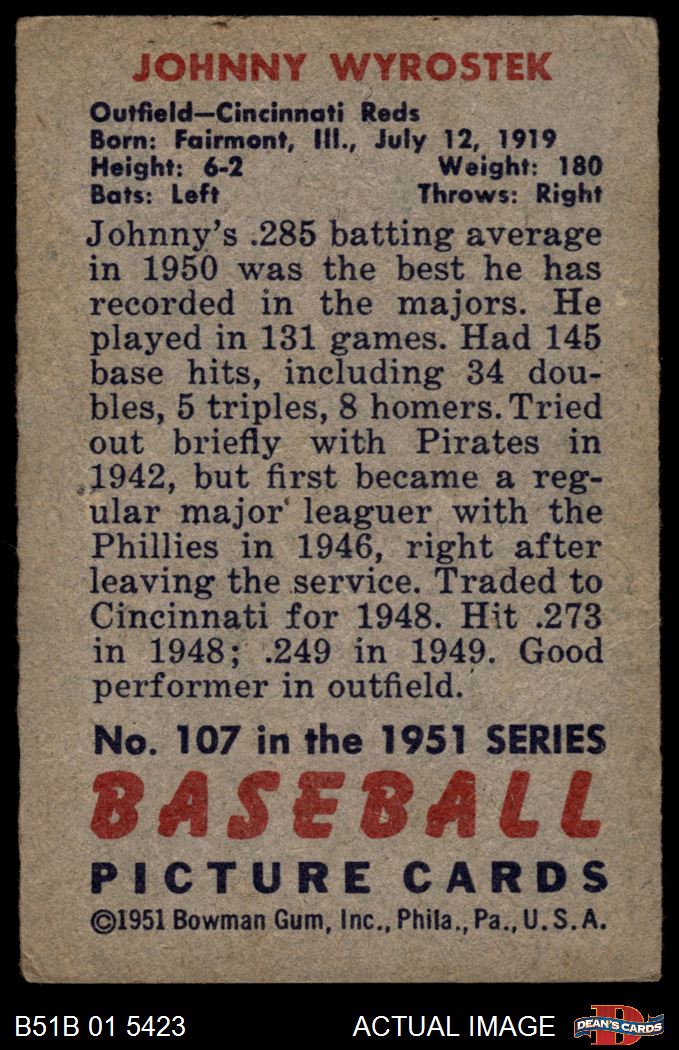 JOHNNY WYROSTEK
Outfield—Cincinnati Reds
Born: Fairmont, Ill., July 12, 1919
Height: 6-2 Weight: 180
Bats: Left Throws: Right
Johnny's .285 batting average
in 1950 was the best he has
recorded in the majors. He
played in 131 games. Had 145
base hits, including 34 dou-
bles, 5 triples, 8 homers. Tried
out briefly with Pirates in
1942, but first became a reg-
ular major leaguer with the
Phillies in 1946, right after
leaving the service. Traded to
Cincinnati for 1948. Hit .273
in 1948; .249 in 1949. Good
performer in outfield.
No. 107 in the 1951 SERIES
BASEBALL
PICTURE CARDS
©1951 Bowman Gum, Inc., Phila., Pa., U.S.A.
B51B 01 5423 ACTUAL IMAGE D DEAN'S CARDS